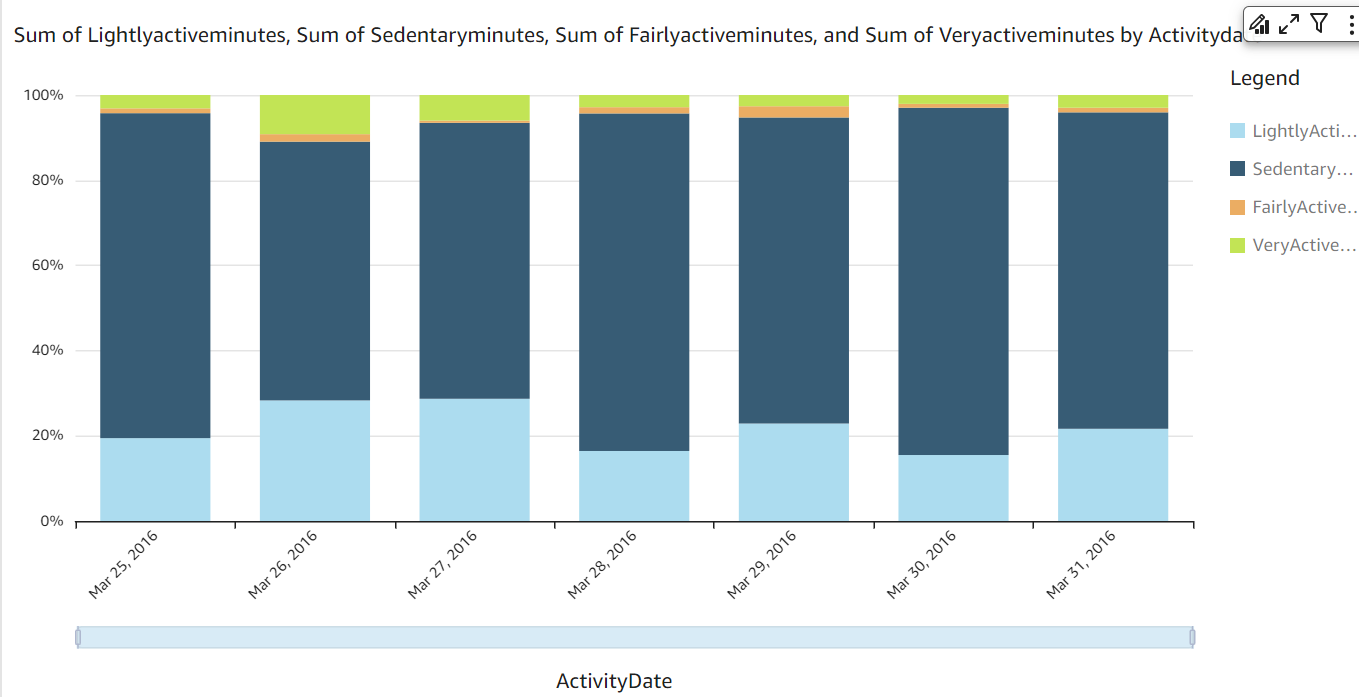 Sum of Lightlyactiveminutes, Sum of Sedentaryminutes, Sum of Fairlyactiveminutes, and Sum of Veryactiveminutes by Activityda
Legend
LightlyActi...
Sedentary...
FairlyActive...
VeryActive...
100%
80%
60%
40%
20%
0%
Mar 25, 2016
Mar 26, 2016
Mar 27, 2016
Mar 28, 2016
Mar 29, 2016
Mar 30, 2016
Mar 31, 2016
ActivityDate